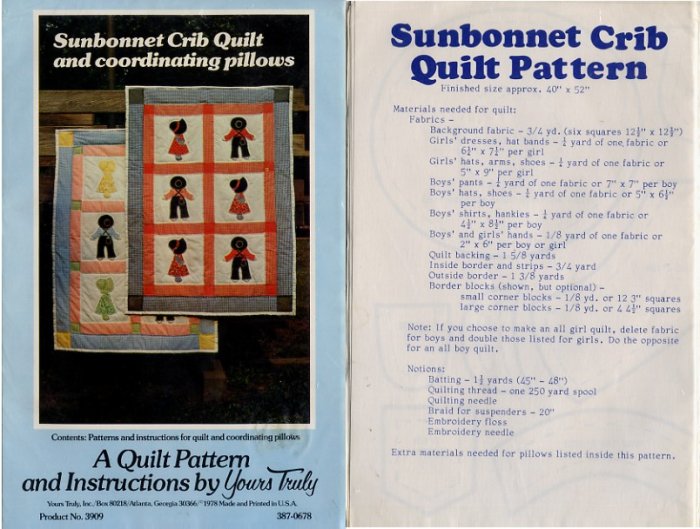 Sunbonnet Crib Quilt
and coordinating pillows
Contents: Patterns and instructions for quilt and coordinating pillows
A Quilt Pattern
and Instructions by Yours Truly
Yours Truly, Inc./Box 80218/Atlanta, Georgia 30366/©1978 Made and Printed in U.S.A.
Product No. 3909
387-0678
Sunbonnet Crib
Quilt Pattern
Finished size approx. 40" x 52"
Materials needed for quilt:
Fabrics -
Background fabric - 3/4 yd. (six squares 12½" x 12½")
Girls' dresses, hat bands - ¼ yard of one fabric or
6½" x 7½" per girl
Girls' hats, arms, shoes - ¼ yard of one fabric or
5" x 9" per girl
Boys' pants - ¼ yard of one fabric or 7" x 7" per boy
Boys' hats, shoes - ¼ yard of one fabric or 5" x 6½"
per boy
Boys' shirts, hankies - ¼ yard of one fabric or
4½" x 8½" per boy
Boys' and girls' hands - 1/8 yard of one fabric or
2" x 6" per boy or girl
Quilt backing - 1 5/8 yards
Inside border and strips - 3/4 yard
Outside border - 1 3/8 yards
Border blocks (shown, but optional) -
small corner blocks - 1/8 yd. or 12 3" squares
large corner blocks - 1/8 yd. or 4 4½" squares
Note: If you choose to make an all girl quilt, delete fabric
for boys and double those listed for girls. Do the opposite
for an all boy quilt.
Notions:
Batting - 1½ yards (45" - 48")
Quilting thread - one 250 yard spool
Quilting needle
Braid for suspenders - 20"
Embroidery floss
Embroidery needle
Extra materials needed for pillows listed inside this pattern.